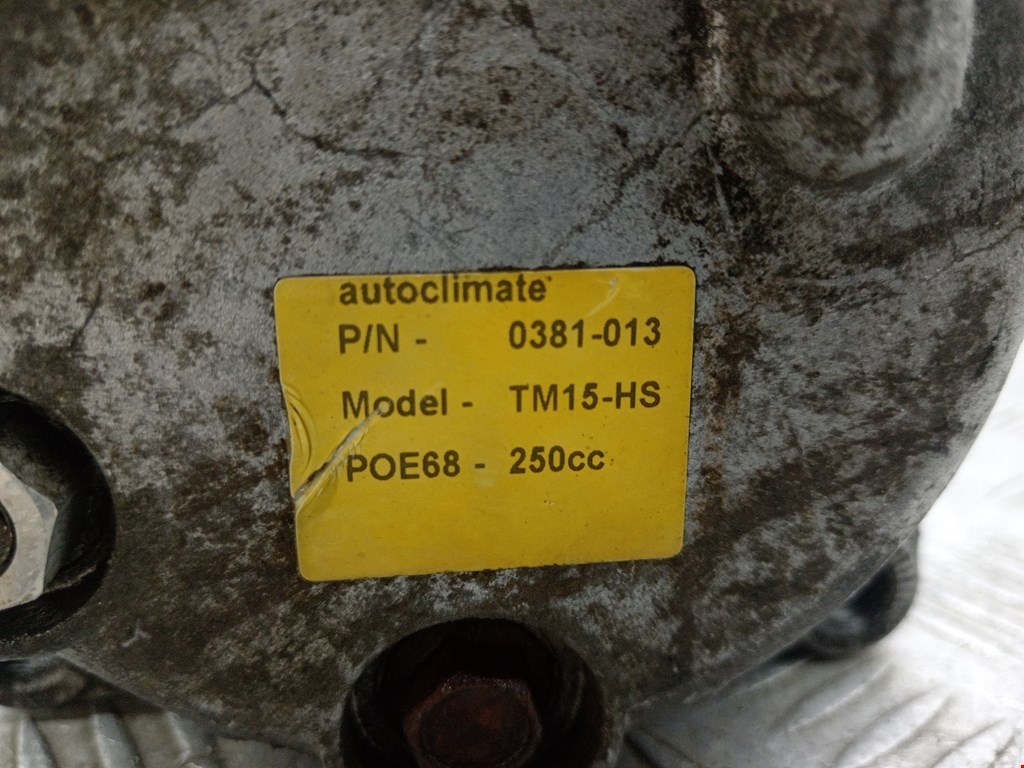 autoclimate
P/N - 0381-013
Model - TM15-HS
POE68 - 250cc